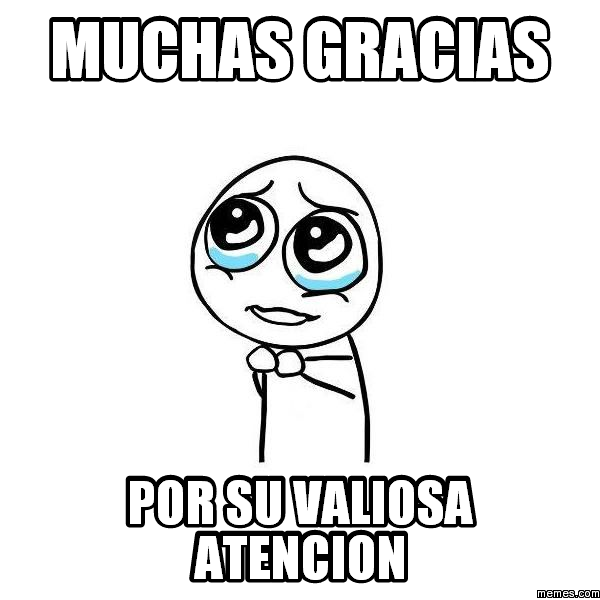 MUCHAS GRACIAS
POR SU VALIOSA
ATENCION
memes.com